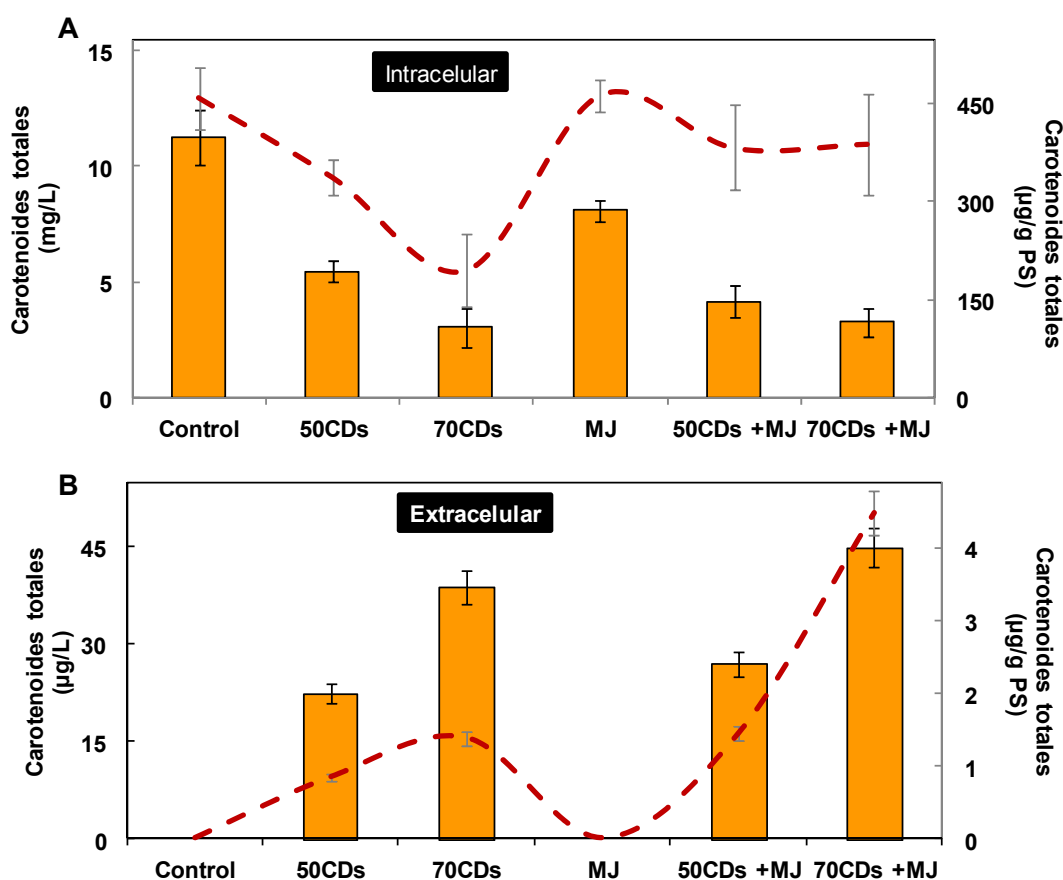 A
Intracelular
Carotenoides totales
(mg/L)
15
10
5
0
450
300
150
0
Carotenoides totales
(µg/g PS)
Control 50CDs 70CDs MJ 50CDs +MJ 70CDs +MJ
B
Extracelular
Carotenoides totales
(µg/L)
45
30
15
0
4
3
2
1
0
Carotenoides totales
(µg/g PS)
Control 50CDs 70CDs MJ 50CDs +MJ 70CDs +MJ